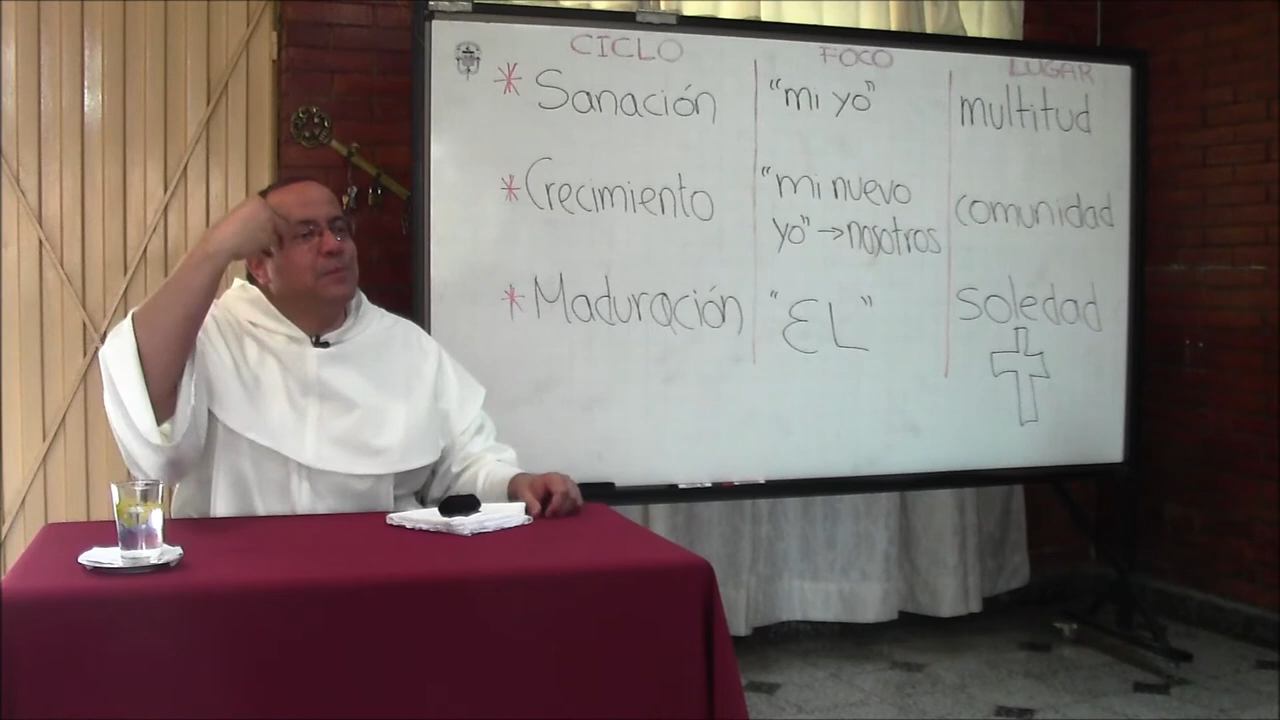 CICLO FOCO LUGAR
* Sanación "mi yo" multitud
* Crecimiento "mi nuevo comunidad
yo" → nosotros
* Maduración "EL" soledad